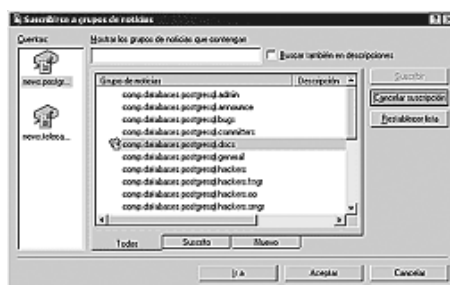 Suscribirse a grupos de noticias
Cuentas:
Mostrar los grupos de noticias que contengan
Buscar también en descripciones
news.postgr...
news.teleca...
Grupo de noticias
Descripción
comp.databases.postgresql.admin
comp.databases.postgresql.announce
comp.databases.postgresql.bugs
comp.databases.postgresql.committers
comp.databases.postgresql.docs
comp.databases.postgresql.general
comp.databases.postgresql.hackers
comp.databases.postgresql.hackers.fmgr
comp.databases.postgresql.hackers.oo
comp.databases.postgresql.hackers.smgr
Suscribir
Cancelar suscripción
Restablecer lista
Todos
Suscrito
Nuevo
Ir a
Aceptar
Cancelar